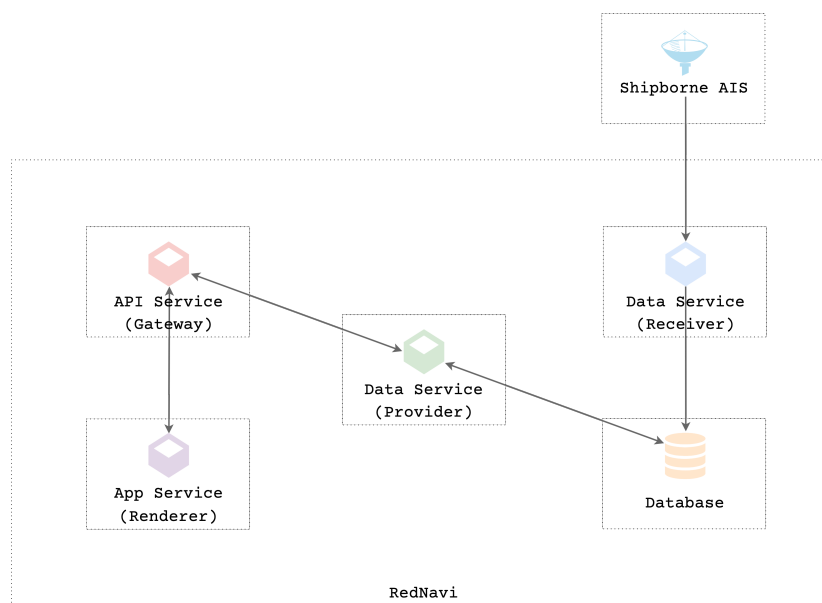 Shipborne AIS
API Service
(Gateway)
Data Service
(Receiver)
Data Service
(Provider)
App Service
(Renderer)
Database
RedNavi